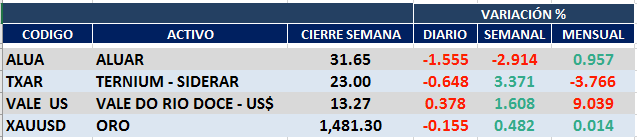 VARIACIÓN %
CODIGO ACTIVO CIERRE SEMANA DIARIO SEMANAL MENSUAL
ALUA ALUAR 31.65 -1.555 -2.914 0.957
TXAR TERNIUM - SIDERAR 23.00 -0.648 3.371 -3.766
VALE US VALE DO RIO DOCE - US$ 13.27 0.378 1.608 9.039
XAUUSD ORO 1,481.30 -0.155 0.482 0.014